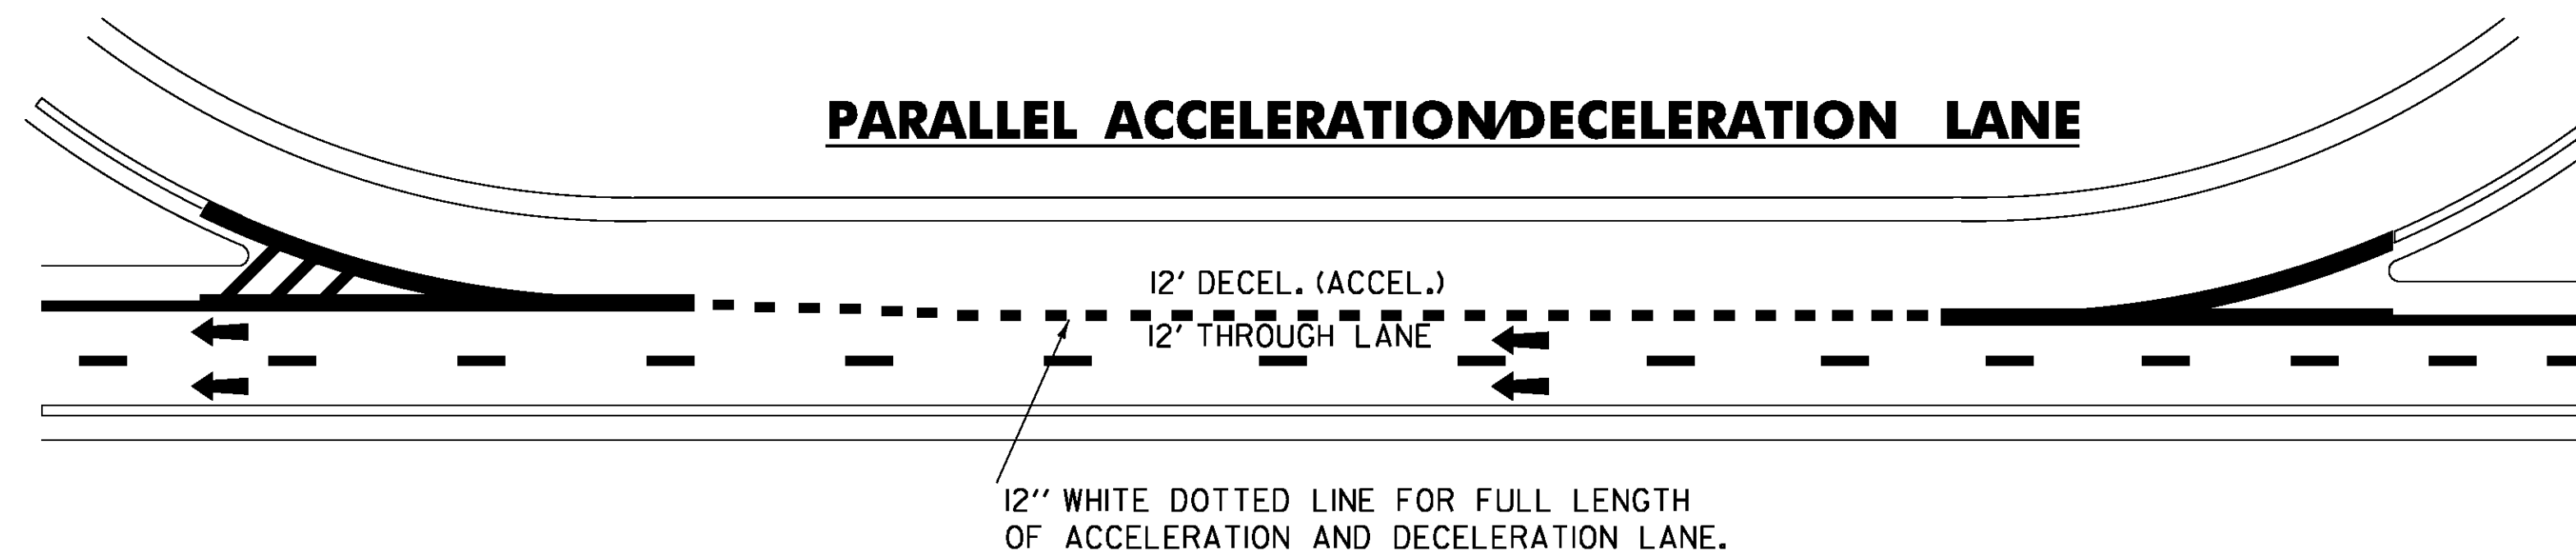 PARALLEL ACCELERATION/DECELERATION LANE
12' DECEL. (ACCEL.)
12' THROUGH LANE
12" WHITE DOTTED LINE FOR FULL LENGTH
OF ACCELERATION AND DECELERATION LANE.